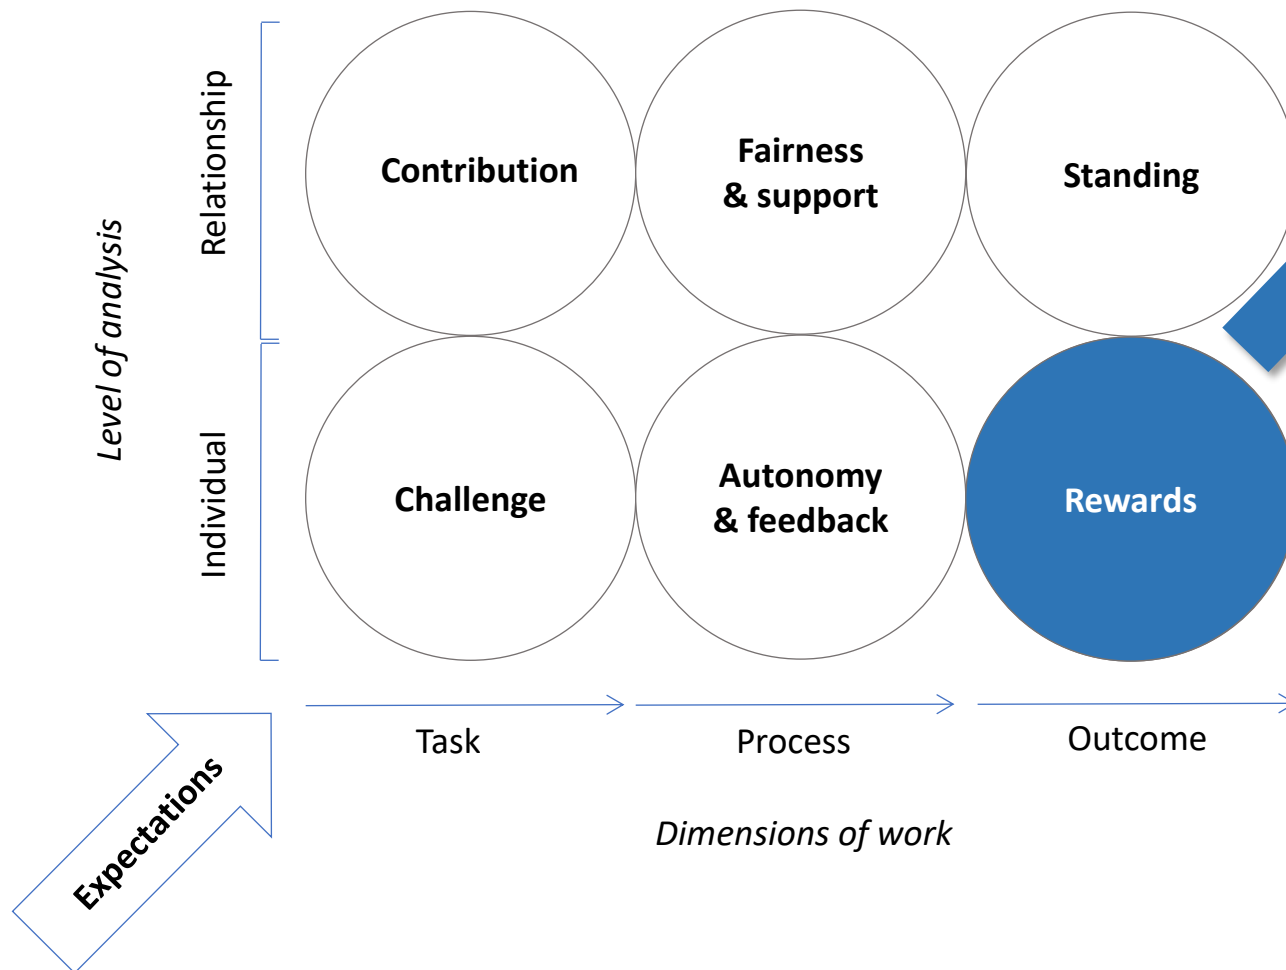 Level of analysis
Relationship
Contribution
Fairness
& support
Standing
Individual
Challenge
Autonomy
& feedback
Rewards
Task
Process
Outcome
Dimensions of work
Expectations